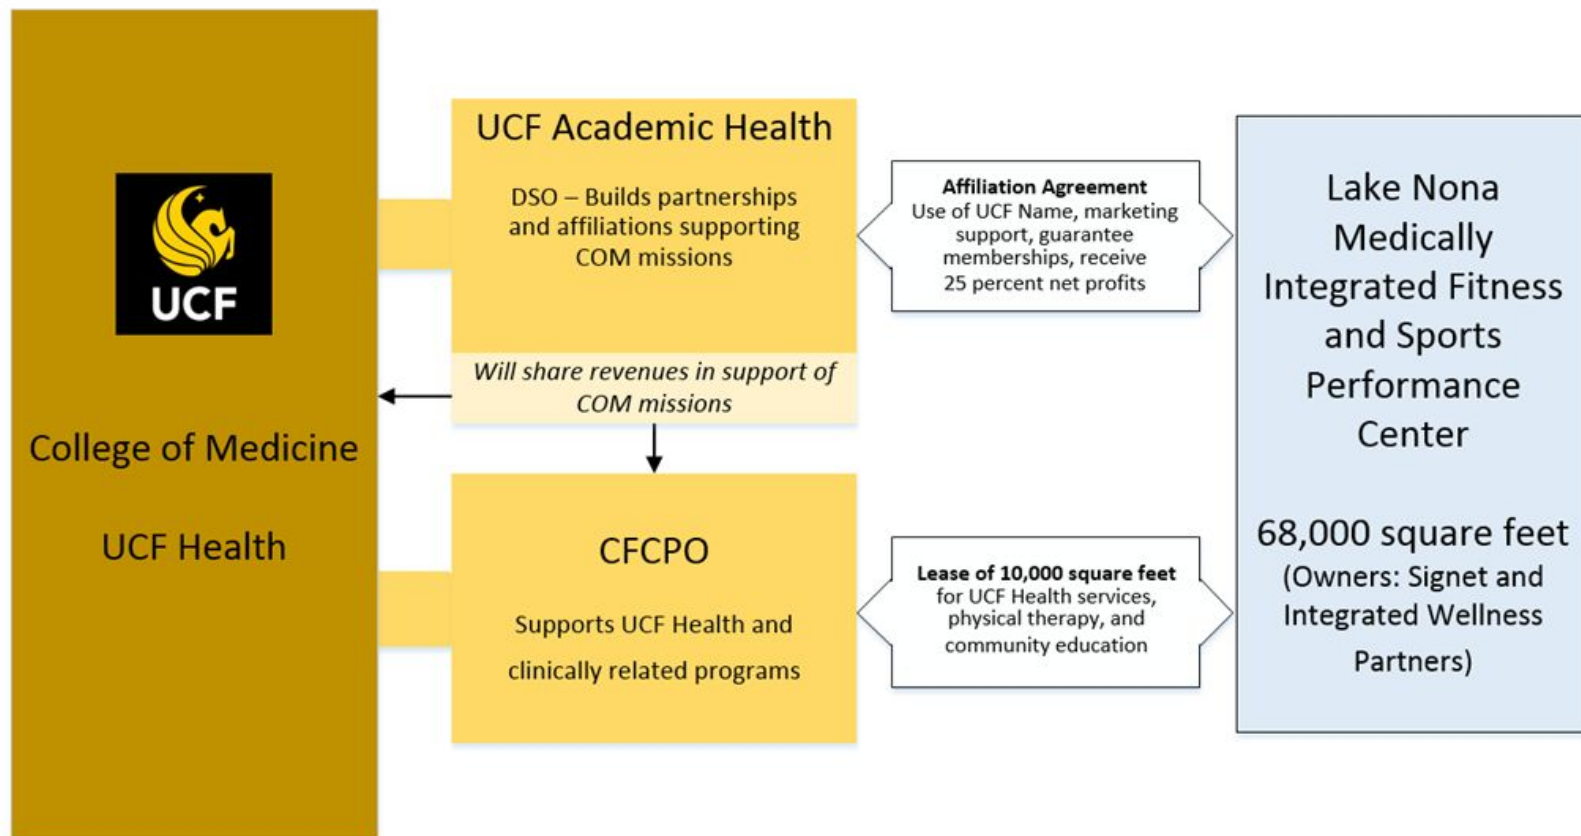 UCF
College of Medicine
UCF Health
UCF Academic Health
DSO – Builds partnerships
and affiliations supporting
COM missions
Will share revenues in support of
COM missions
CFCPO
Supports UCF Health and
clinically related programs
Affiliation Agreement
Use of UCF Name, marketing
support, guarantee
memberships, receive
25 percent net profits
Lease of 10,000 square feet
for UCF Health services,
physical therapy, and
community education
Lake Nona
Medically
Integrated Fitness
and Sports
Performance
Center
68,000 square feet
(Owners: Signet and
Integrated Wellness
Partners)